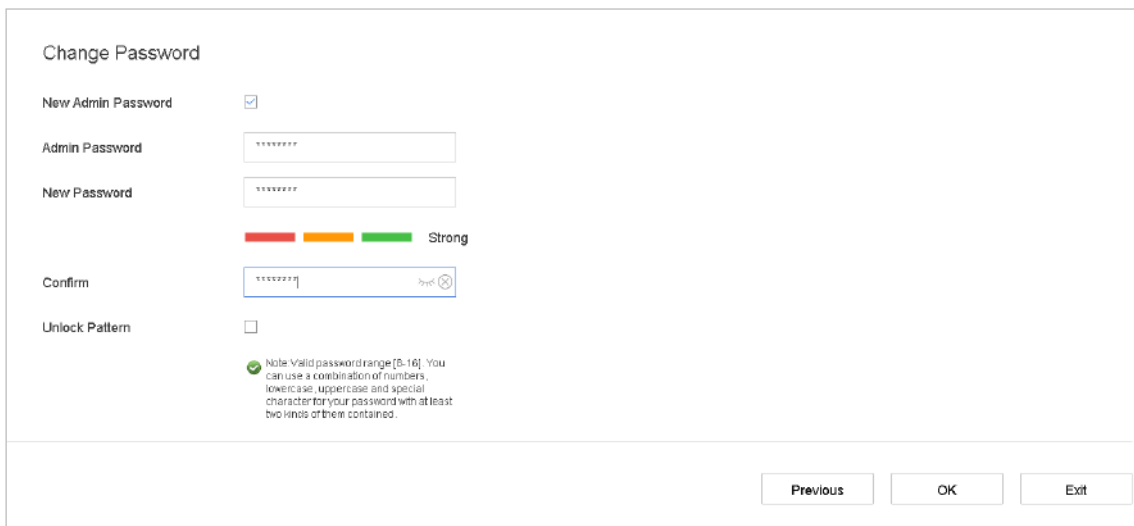 Change Password
New Admin Password
Admin Password ********
New Password ********
Strong
Confirm ********
Unlock Pattern
Note:Valid password range [8-16]. You
can use a combination of numbers,
lowercase, uppercase and special
character for your password with at least
two kinds of them contained.
Previous OK Exit